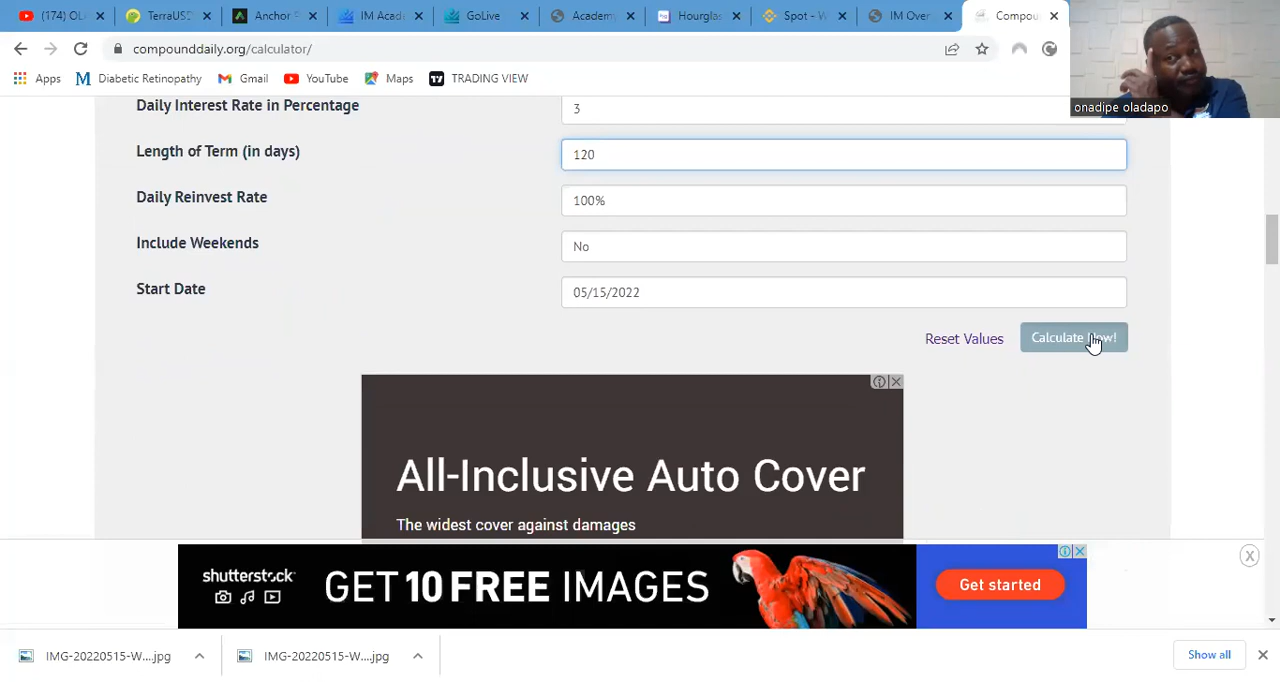 (174) OL
TerraUSD
Anchor
IM Acad
GoLive
Academ
Hourglas
Spot - W
IM Over
Compou
compounddaily.org/calculator/
Apps
Diabetic Retinopathy
Gmail
YouTube
Maps
TRADING VIEW
onadipe oladapo
Daily Interest Rate in Percentage
3
Length of Term (in days)
120
Daily Reinvest Rate
100%
Include Weekends
No
Start Date
05/15/2022
Reset Values
Calculate Now!
All-Inclusive Auto Cover
The widest cover against damages
shutterstock
GET 10 FREE IMAGES
Get started
IMG-20220515-W....jpg
IMG-20220515-W....jpg
Show all